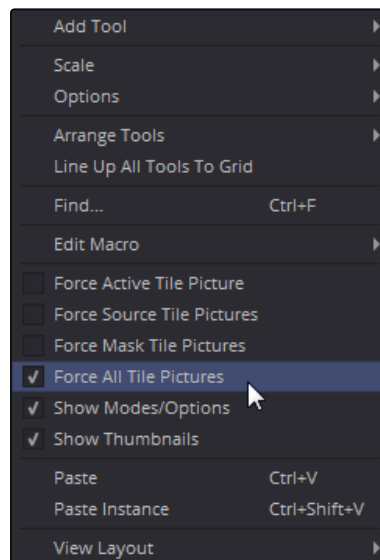 Add Tool
Scale
Options
Arrange Tools
Line Up All Tools To Grid
Find... Ctrl+F
Edit Macro
Force Active Tile Picture
Force Source Tile Pictures
Force Mask Tile Pictures
Force All Tile Pictures
Show Modes/Options
Show Thumbnails
Paste Ctrl+V
Paste Instance Ctrl+Shift+V
View Layout